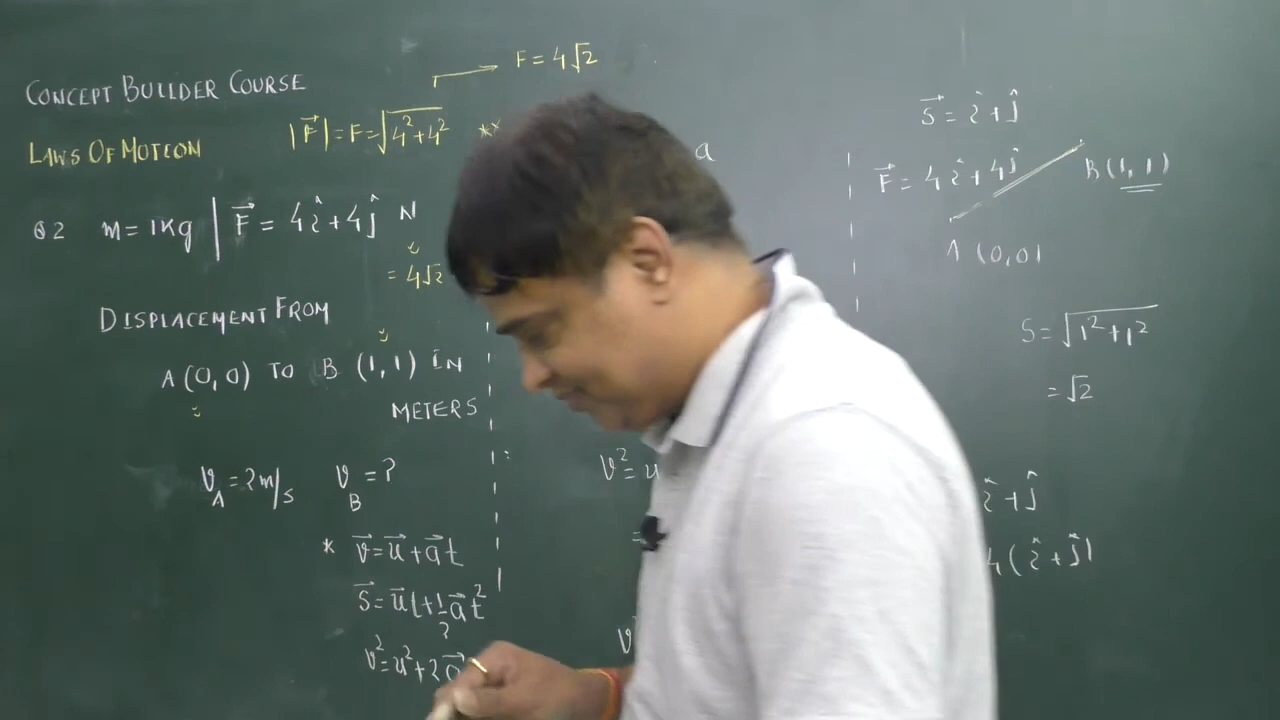 CONCEPT BUILDER COURSE
F = 4√2
LAWS OF MOTION
|F⃗| = F = √4²+4²
**
Q2 m = 1Kg | F⃗ = 4î+4ĵ N
= 4√2
DISPLACEMENT FROM
A (0,0) TO B (1,1) IN
METERS
V_A = 2m/s V_B = ?
* v⃗ = u⃗ + a⃗t
S⃗ = u⃗t + ½a⃗t²
v² = u² + 2a⃗
a
v² = u
=
v
S⃗ = î+ĵ
F⃗ = 4î+4ĵ
B (1,1)
A (0,0)
S = √1²+1²
= √2
î+ĵ
4(î+ĵ)